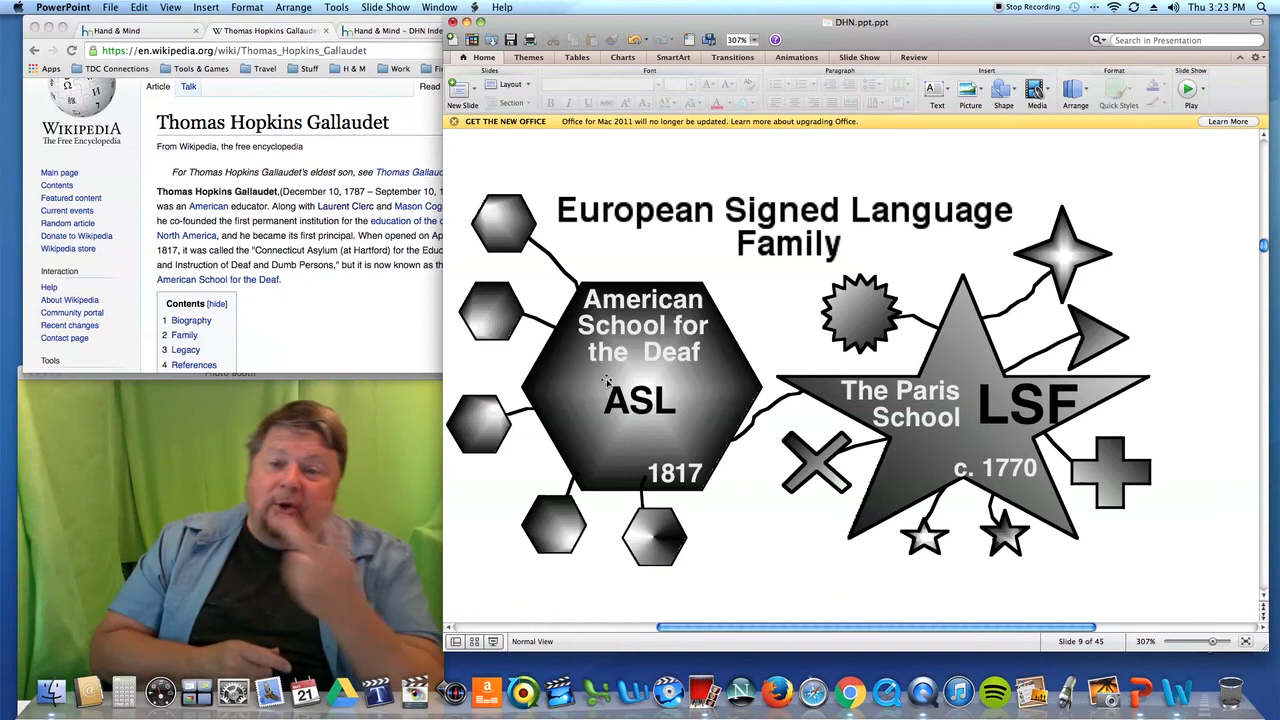 PowerPoint File Edit View Insert Format Arrange Tools Slide Show Window Help Stop Recording Thu 3:23 PM
Hand & Mind
W Thomas Hopkins Gallaude
Hand & Mind – DHN Inde
https://en.wikipedia.org/wiki/Thomas_Hopkins_Gallaudet
Apps TDC Connections Tools & Games Travel Stuff H & M Work
WIKIPEDIA
The Free Encyclopedia
Main page
Contents
Featured content
Current events
Random article
Donate to Wikipedia
Wikipedia store
Interaction
Help
About Wikipedia
Community portal
Recent changes
Contact page
Tools
Article Talk Read
Thomas Hopkins Gallaudet
From Wikipedia, the free encyclopedia
For Thomas Hopkins Gallaudet's eldest son, see Thomas Gallau
Thomas Hopkins Gallaudet,(December 10, 1787 – September 10, 1
was an American educator. Along with Laurent Clerc and Mason Cog
he co-founded the first permanent institution for the education of the
North America, and he became its first principal. When opened on Ap
1817, it was called the "Connecticut Asylum (at Hartford) for the Educ
and Instruction of Deaf and Dumb Persons," but it is now known as th
American School for the Deaf.
Contents [hide]
1 Biography
2 Family
3 Legacy
4 References
Photo Booth
DHN.ppt.ppt
307%
Search in Presentation
Home Themes Tables Charts SmartArt Transitions Animations Slide Show Review
Slides Font Paragraph Insert Format Slide Show
New Slide Layout Section Text Picture Shape Media Arrange Quick Styles Play
GET THE NEW OFFICE Office for Mac 2011 will no longer be updated. Learn more about upgrading Office. Learn More
European Signed Language
Family
American
School for
the Deaf
ASL
1817
The Paris
School
LSF
c. 1770
Normal View Slide 9 of 45 307%